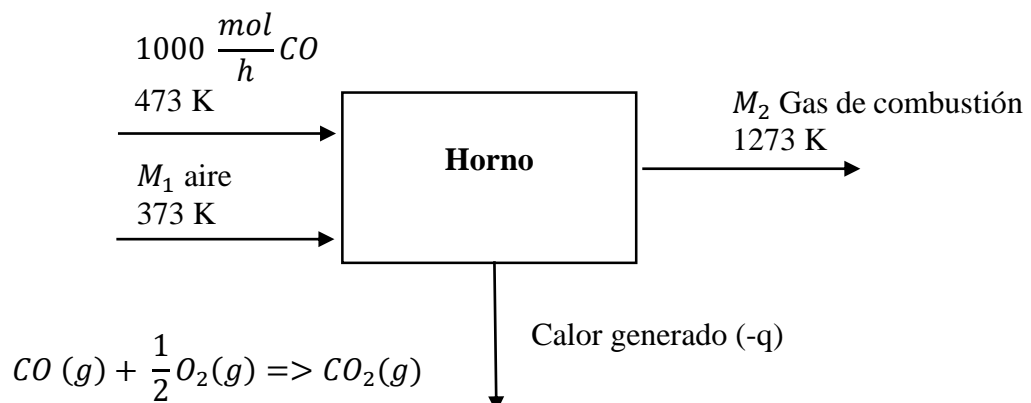 1000 mol/h CO
473 K
M₁ aire
373 K
Horno
M₂ Gas de combustión
1273 K
Calor generado (-q)
CO (g) + 1/2 O₂(g) => CO₂(g)